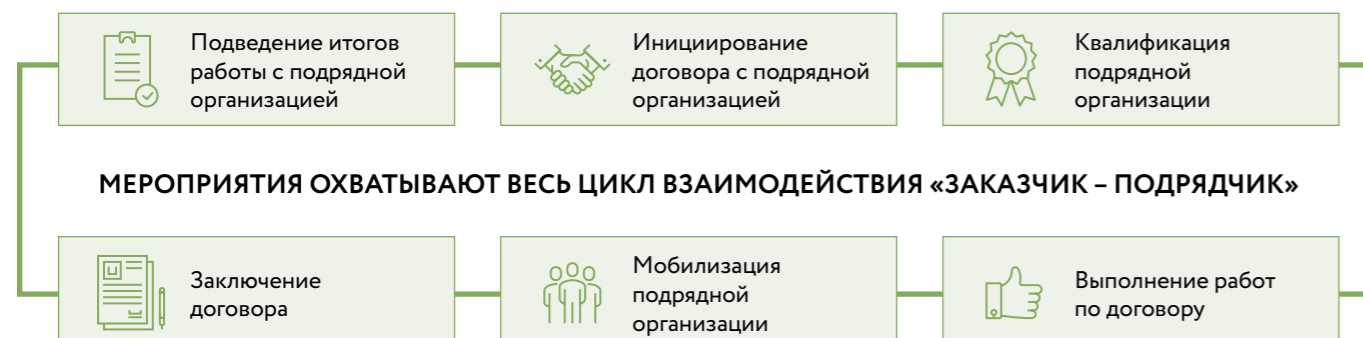 Подведение итогов
работы с подрядной
организацией
Инициирование
договора с подрядной
организацией
Квалификация
подрядной
организации
МЕРОПРИЯТИЯ ОХВАТЫВАЮТ ВЕСЬ ЦИКЛ ВЗАИМОДЕЙСТВИЯ «ЗАКАЗЧИК – ПОДРЯДЧИК»
Заключение
договора
Мобилизация
подрядной
организации
Выполнение работ
по договору